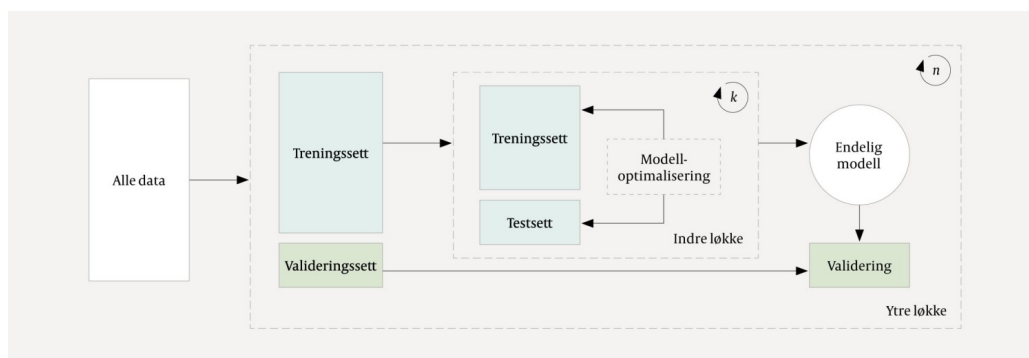 Alle data
Treningssett
Valideringssett
Treningssett
Testsett
Modell-
optimalisering
k
Indre løkke
Endelig
modell
n
Validering
Ytre løkke